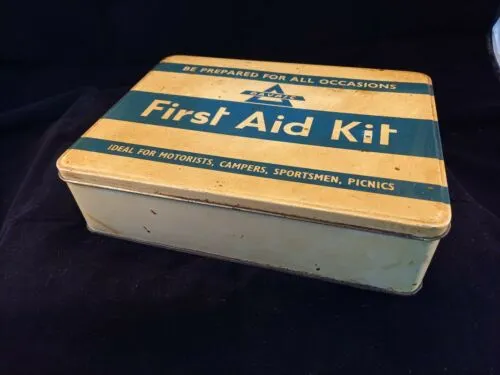 BE PREPARED FOR ALL OCCASIONS
First Aid Kit
IDEAL FOR MOTORISTS, CAMPERS, SPORTSMEN, PICNICS